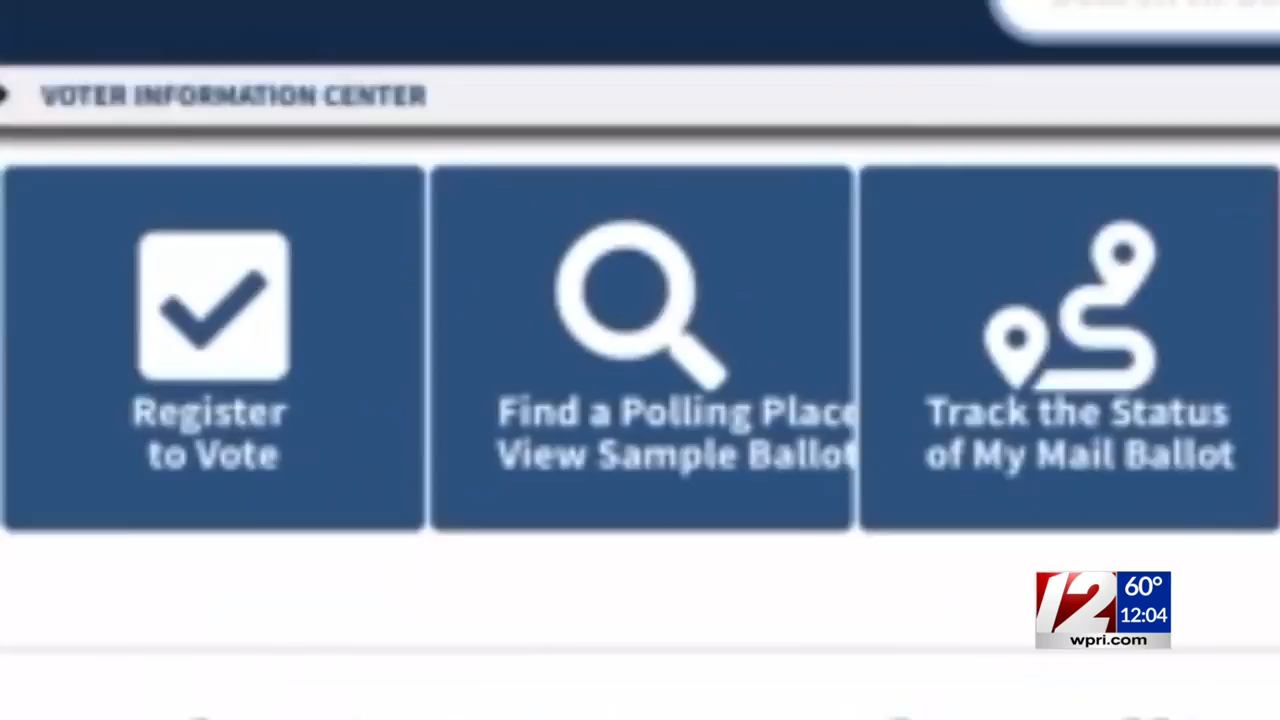 VOTER INFORMATION CENTER
Register
to Vote
Find a Polling Place
View Sample Ballot
Track the Status
of My Mail Ballot
12
60°
12:04
wpri.com